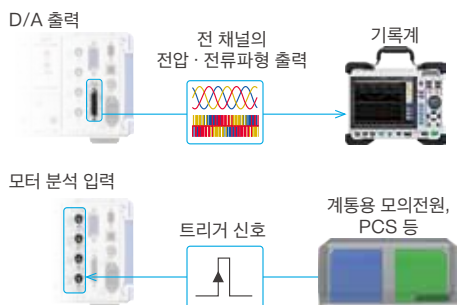 D/A 출력
전 채널의
전압 · 전류파형 출력
기록계
모터 분석 입력
트리거 신호
계통용 모의전원,
PCS 등